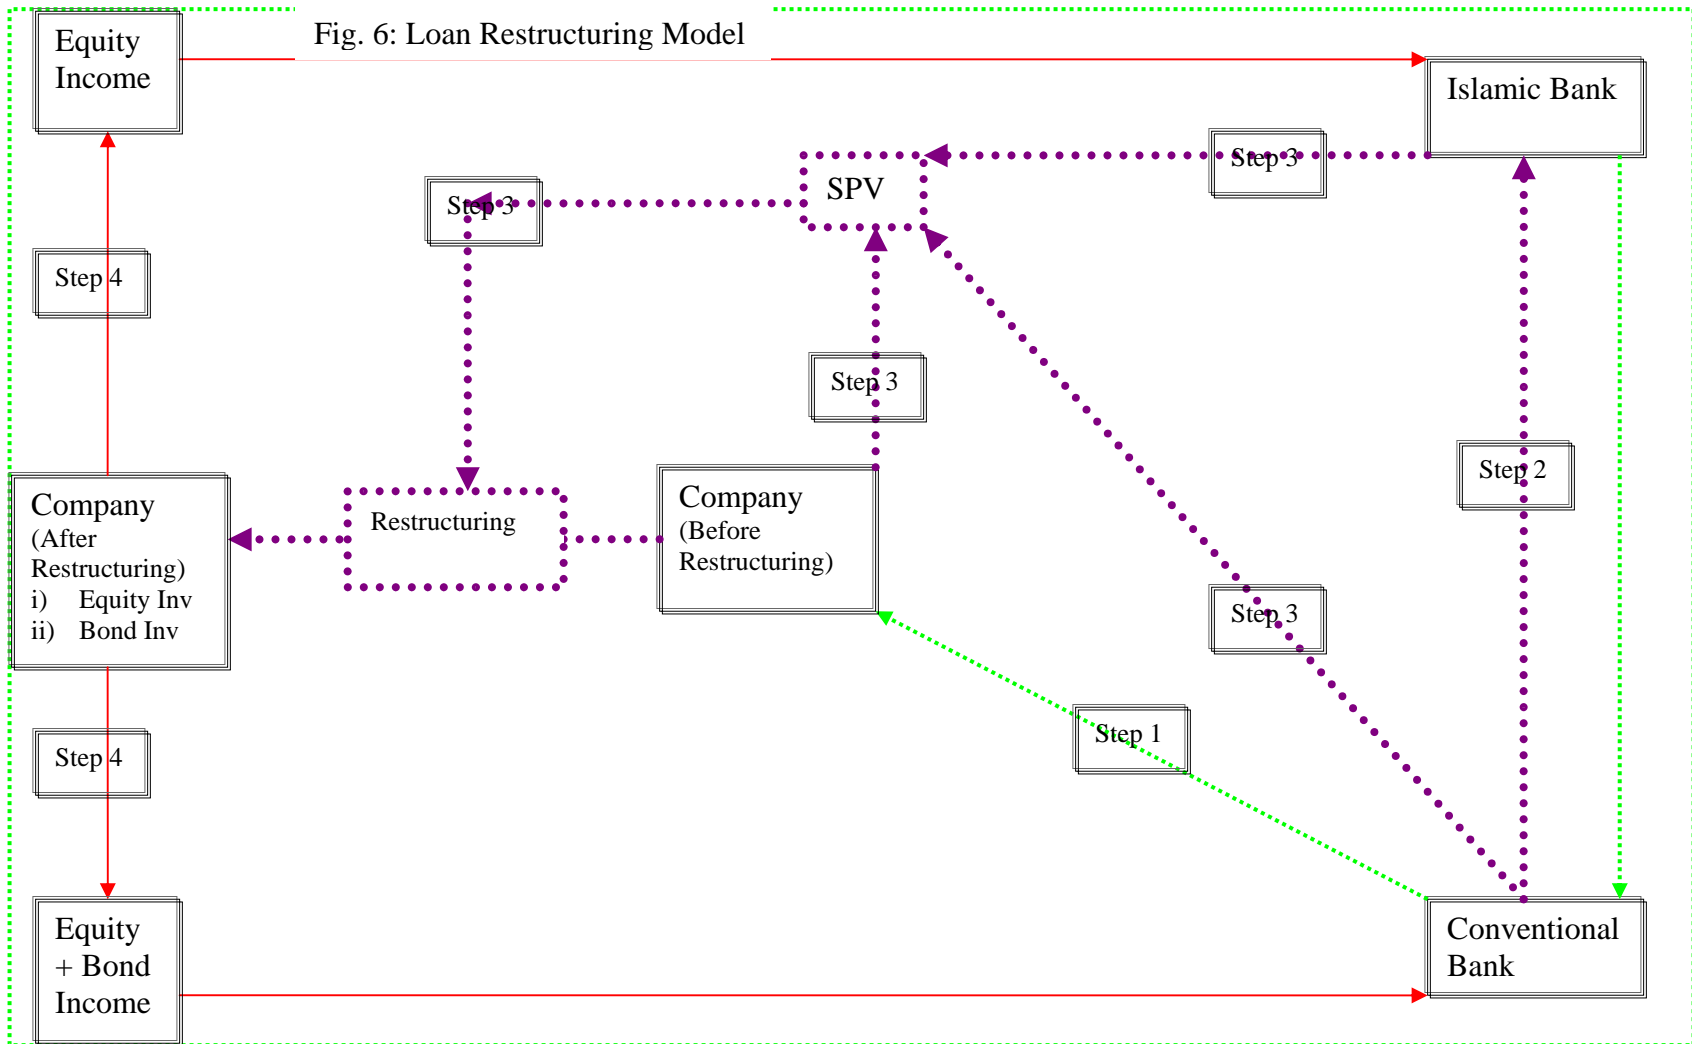 Fig. 6: Loan Restructuring Model
Equity
Income
Islamic Bank
Step 3
SPV
Step 3
Step 4
Step 3
Step 2
Company
(After
Restructuring)
i) Equity Inv
ii) Bond Inv
Restructuring
Company
(Before
Restructuring)
Step 3
Step 1
Step 4
Equity
+ Bond
Income
Conventional
Bank